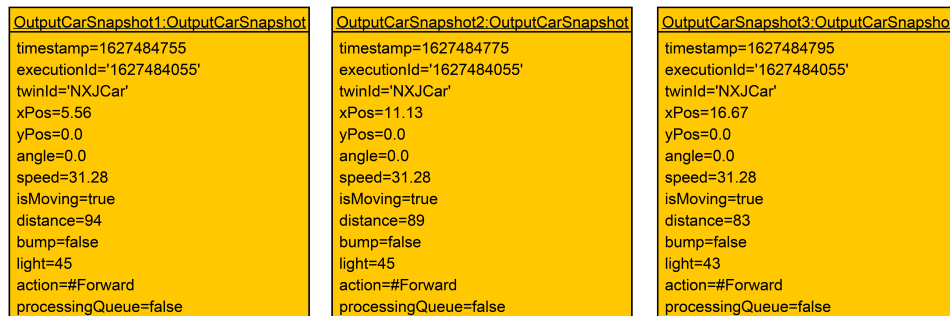 OutputCarSnapshot1:OutputCarSnapshot
timestamp=1627484755
executionId='1627484055'
twinId='NXJCar'
xPos=5.56
yPos=0.0
angle=0.0
speed=31.28
isMoving=true
distance=94
bump=false
light=45
action=#Forward
processingQueue=false
OutputCarSnapshot2:OutputCarSnapshot
timestamp=1627484775
executionId='1627484055'
twinId='NXJCar'
xPos=11.13
yPos=0.0
angle=0.0
speed=31.28
isMoving=true
distance=89
bump=false
light=45
action=#Forward
processingQueue=false
OutputCarSnapshot3:OutputCarSnapsho
timestamp=1627484795
executionId='1627484055'
twinId='NXJCar'
xPos=16.67
yPos=0.0
angle=0.0
speed=31.28
isMoving=true
distance=83
bump=false
light=43
action=#Forward
processingQueue=false